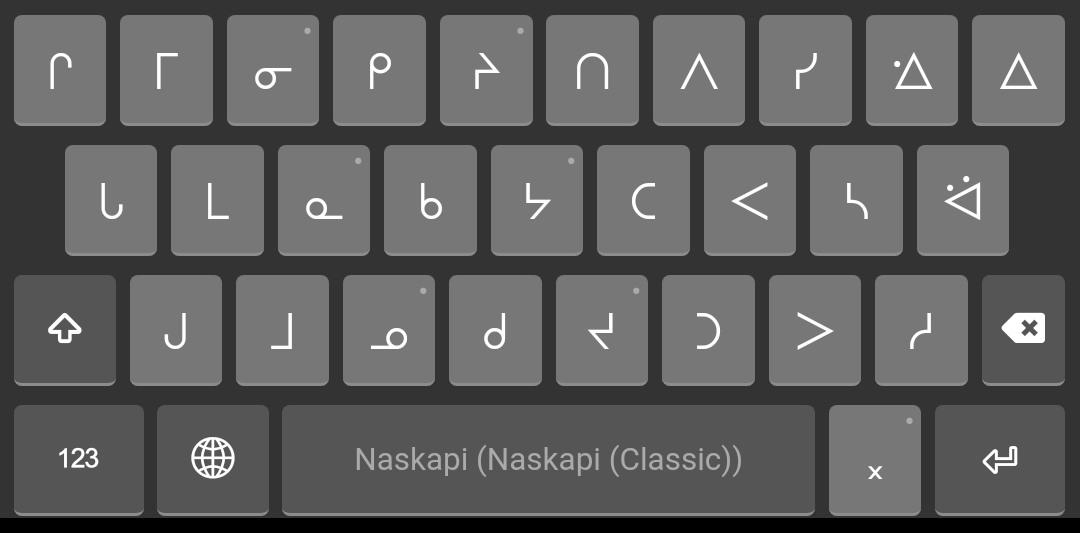 ᒋ ᒥ ᓂ ᑭ ᔨ ᑎ ᐱ ᓯ ᐎ ᐃ
ᒐ ᒪ ᓇ ᑲ ᔭ ᑕ ᐸ ᓴ ᐛ
ᒍ ᒧ ᓄ ᑯ ᔪ ᑐ ᐳ ᓱ
123 Naskapi (Naskapi (Classic)) ᙮